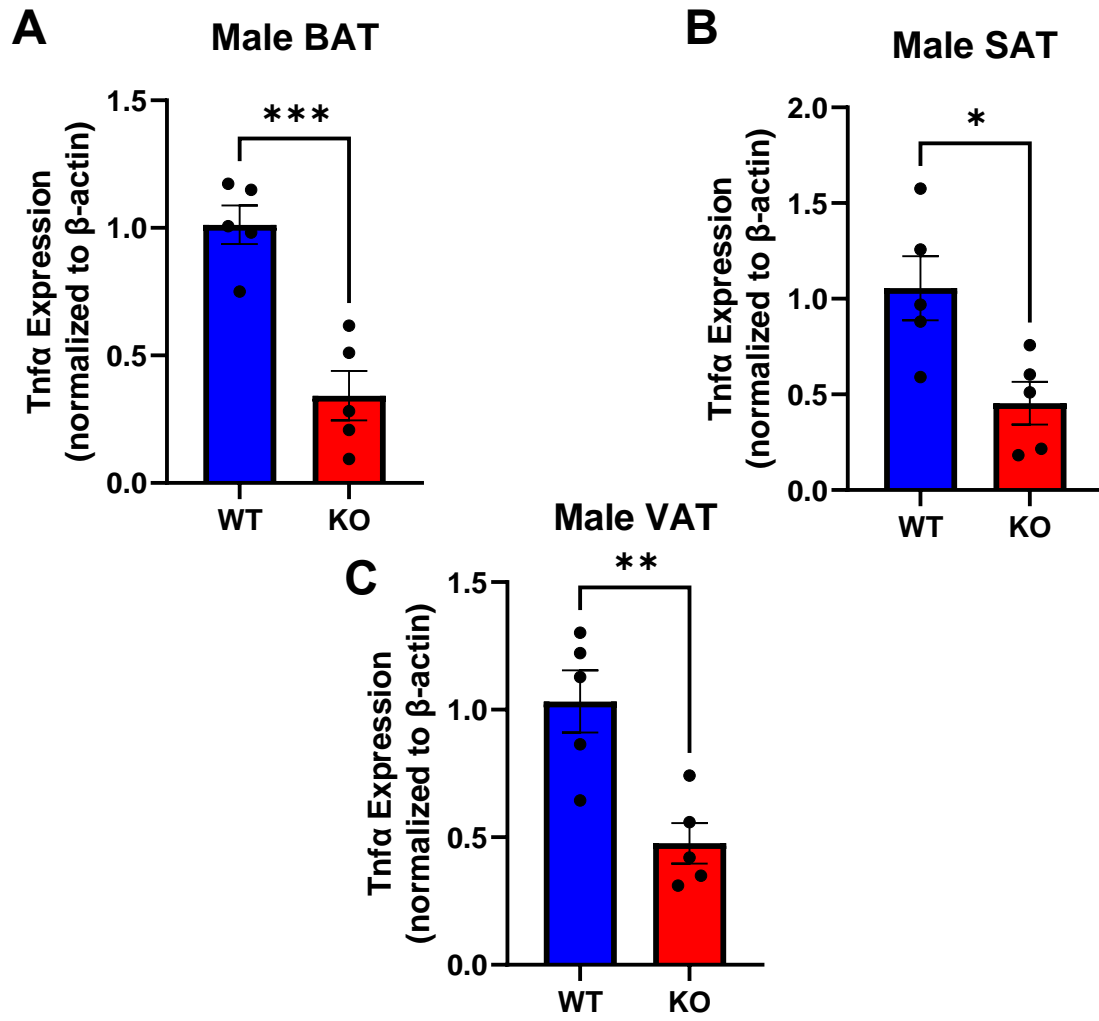 A
Male BAT
Tnfα Expression
(normalized to β-actin)
1.5
1.0
0.5
0.0
***
WT
KO
B
Male SAT
Tnfα Expression
(normalized to β-actin)
2.0
1.5
1.0
0.5
0.0
*
WT
KO
C
Male VAT
Tnfα Expression
(normalized to β-actin)
1.5
1.0
0.5
0.0
**
WT
KO